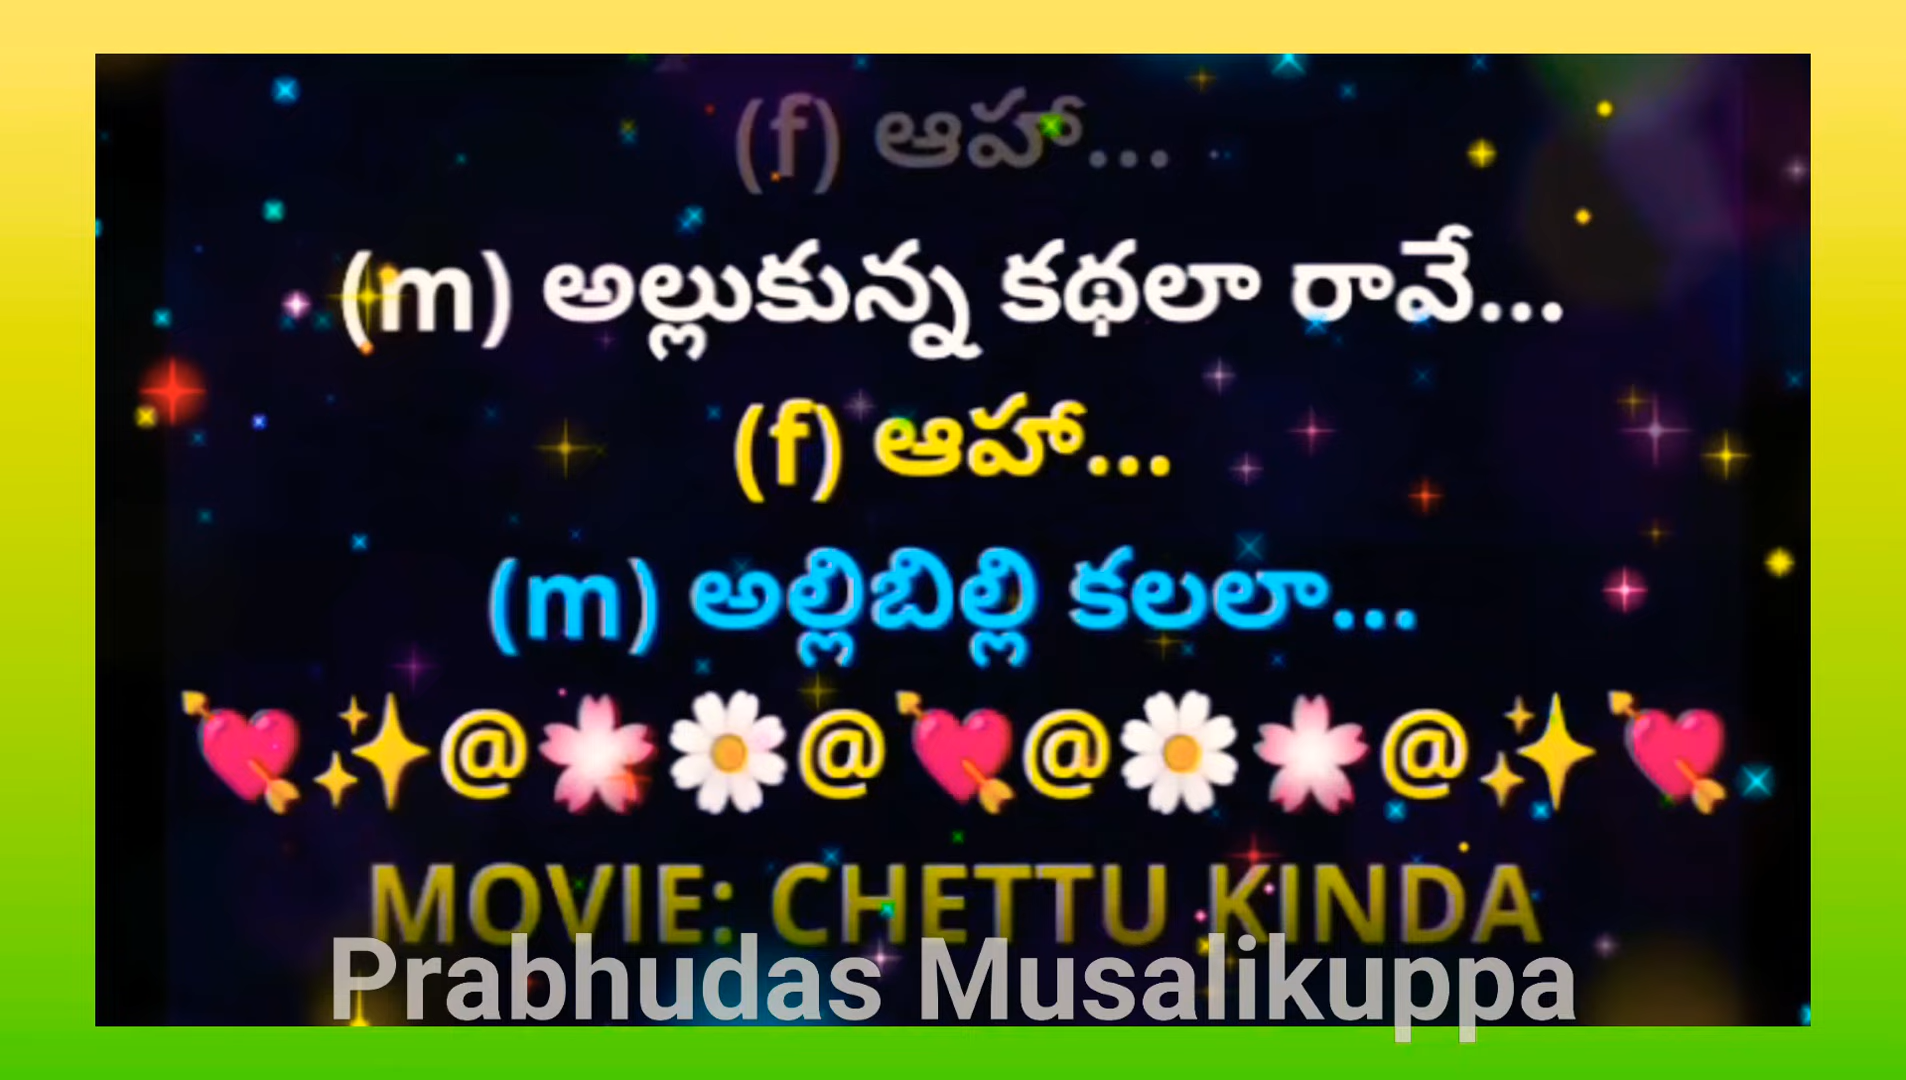 (f) ఆహా...
(m) అల్లుకున్న కథలా రావే...
(f) ఆహా...
(m) అల్లిబిల్లి కలలా...
💘✨@🌸🌼@💘@🌼🌸@✨💘
MOVIE: CHETTU KINDA
Prabhudas Musalikuppa